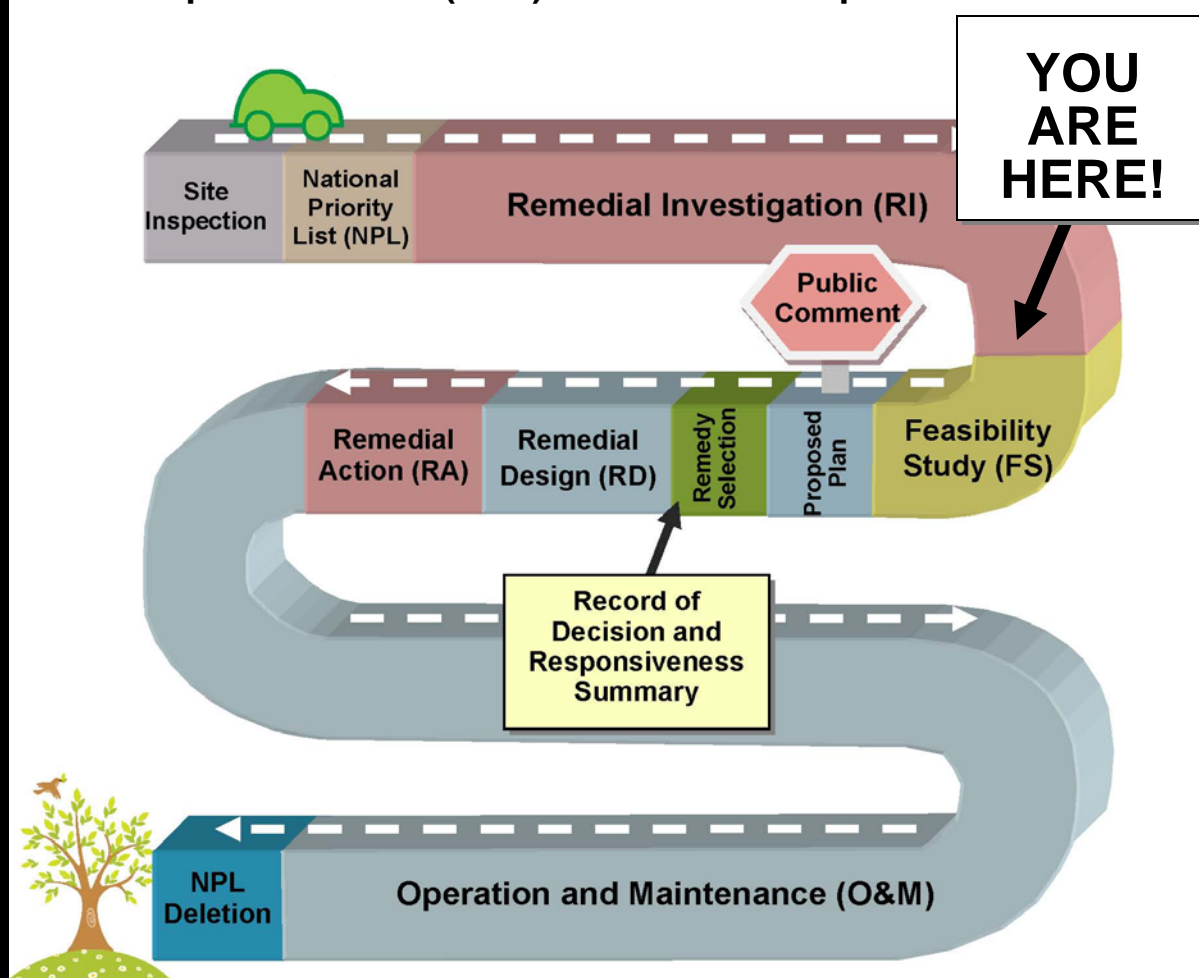 YOU
ARE
HERE!
Site
Inspection
National
Priority
List (NPL)
Remedial Investigation (RI)
Public
Comment
Remedial
Action (RA)
Remedial
Design (RD)
Remedy
Selection
Proposed
Plan
Feasibility
Study (FS)
Record of
Decision and
Responsiveness
Summary
NPL
Deletion
Operation and Maintenance (O&M)